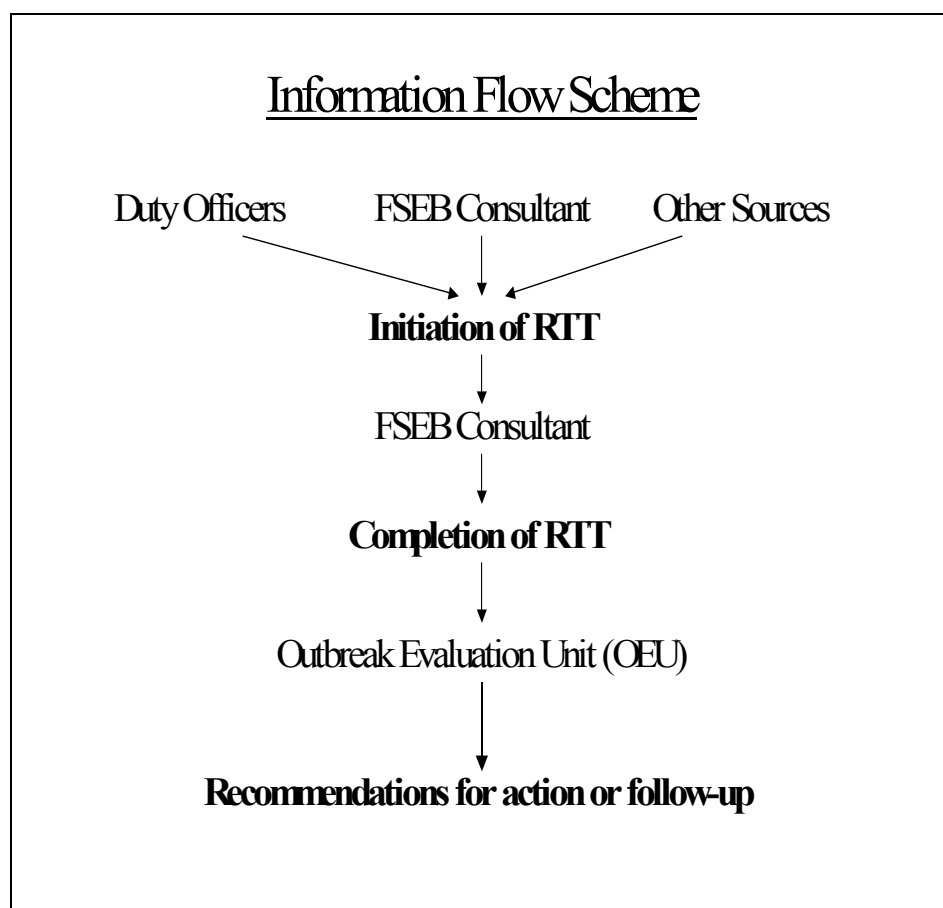 Information Flow Scheme
Duty Officers FSEB Consultant Other Sources
Initiation of RTT
FSEB Consultant
Completion of RTT
Outbreak Evaluation Unit (OEU)
Recommendations for action or follow-up